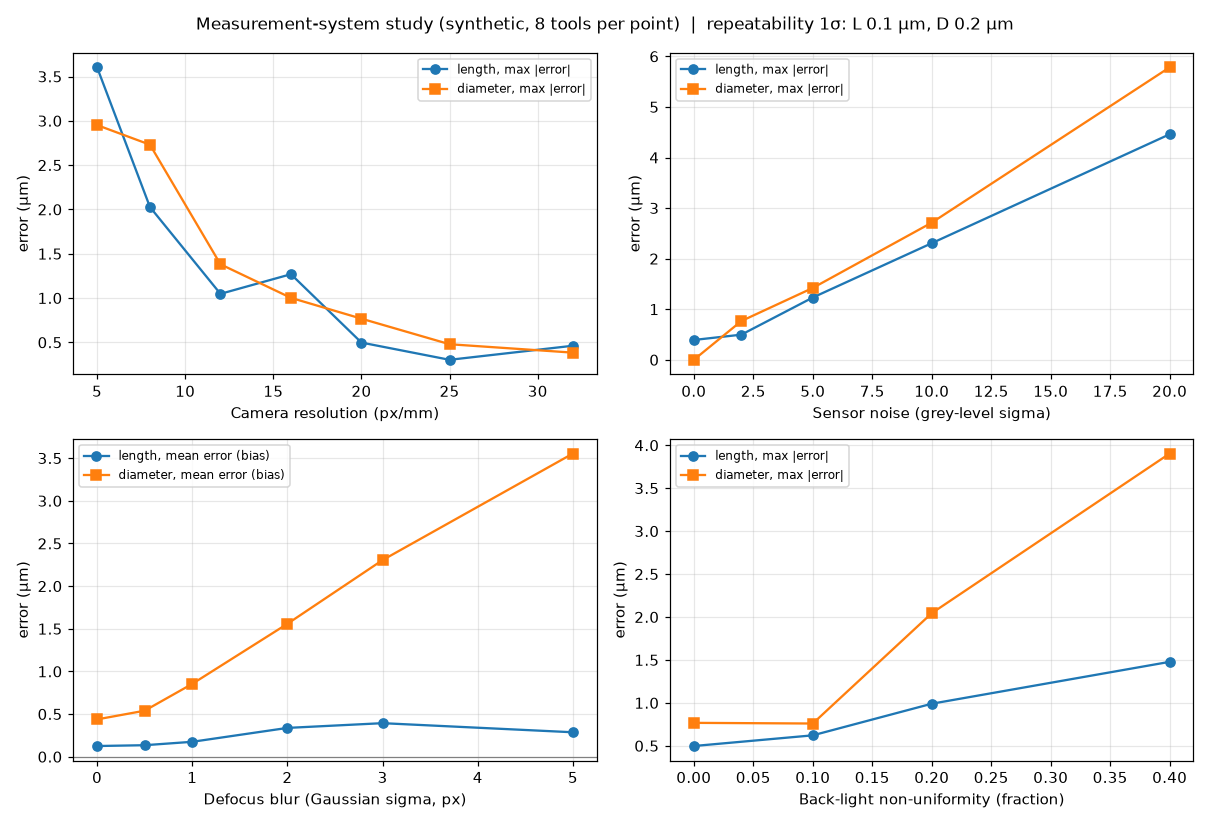 Measurement-system study (synthetic, 8 tools per point)  |  repeatability 1σ: L 0.1 µm, D 0.2 µm
length, max |error|
diameter, max |error|
3.5
3.0
2.5
2.0
1.5
1.0
0.5
error (µm)
5 10 15 20 25 30
Camera resolution (px/mm)
length, max |error|
diameter, max |error|
6
5
4
3
2
1
0
error (µm)
0.0 2.5 5.0 7.5 10.0 12.5 15.0 17.5 20.0
Sensor noise (grey-level sigma)
length, mean error (bias)
diameter, mean error (bias)
3.5
3.0
2.5
2.0
1.5
1.0
0.5
0.0
error (µm)
0 1 2 3 4 5
Defocus blur (Gaussian sigma, px)
length, max |error|
diameter, max |error|
4.0
3.5
3.0
2.5
2.0
1.5
1.0
0.5
error (µm)
0.00 0.05 0.10 0.15 0.20 0.25 0.30 0.35 0.40
Back-light non-uniformity (fraction)